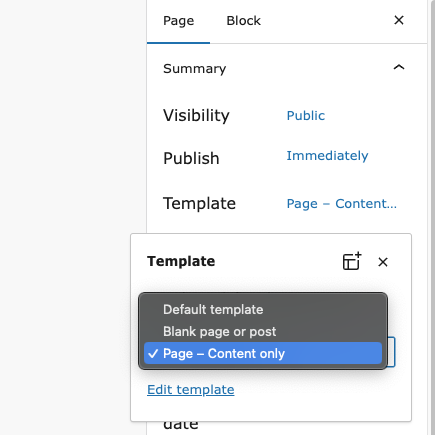 Page Block
Summary
Visibility Public
Publish Immediately
Template Page – Content...
Template
Default template
Blank page or post
✓ Page – Content only
Edit template
date